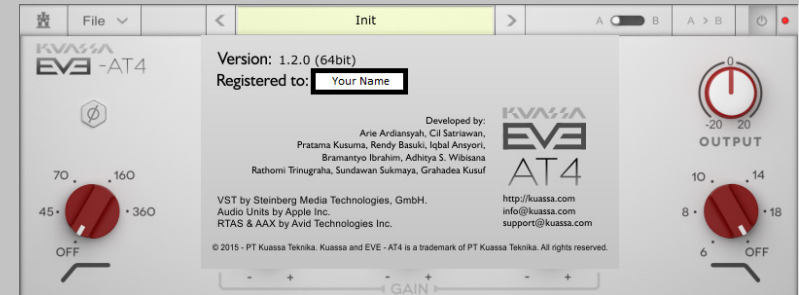 File
Init
A B
A > B
KUASSA
EVE -AT4
Version: 1.2.0 (64bit)
Registered to: Your Name
Developed by:
Arie Ardiansyah, Cil Satriawan,
Pratama Kusuma, Rendy Basuki, Iqbal Ansyori,
Bramantyo Ibrahim, Adhitya S. Wibisana
Rathomi Trinugraha, Sundawan Sukmaya, Grahadea Kusuf
KUASSA
EVE
AT4
VST by Steinberg Media Technologies, GmbH.
Audio Units by Apple Inc.
RTAS & AAX by Avid Technologies Inc.
http://kuassa.com
info@kuassa.com
support@kuassa.com
© 2015 - PT Kuassa Teknika. Kuassa and EVE - AT4 is a trademark of PT Kuassa Teknika. All rights reserved.
70 160
45 360
OFF
0
-20 20
OUTPUT
10 14
8 18
6 OFF
- + - + - +
GAIN